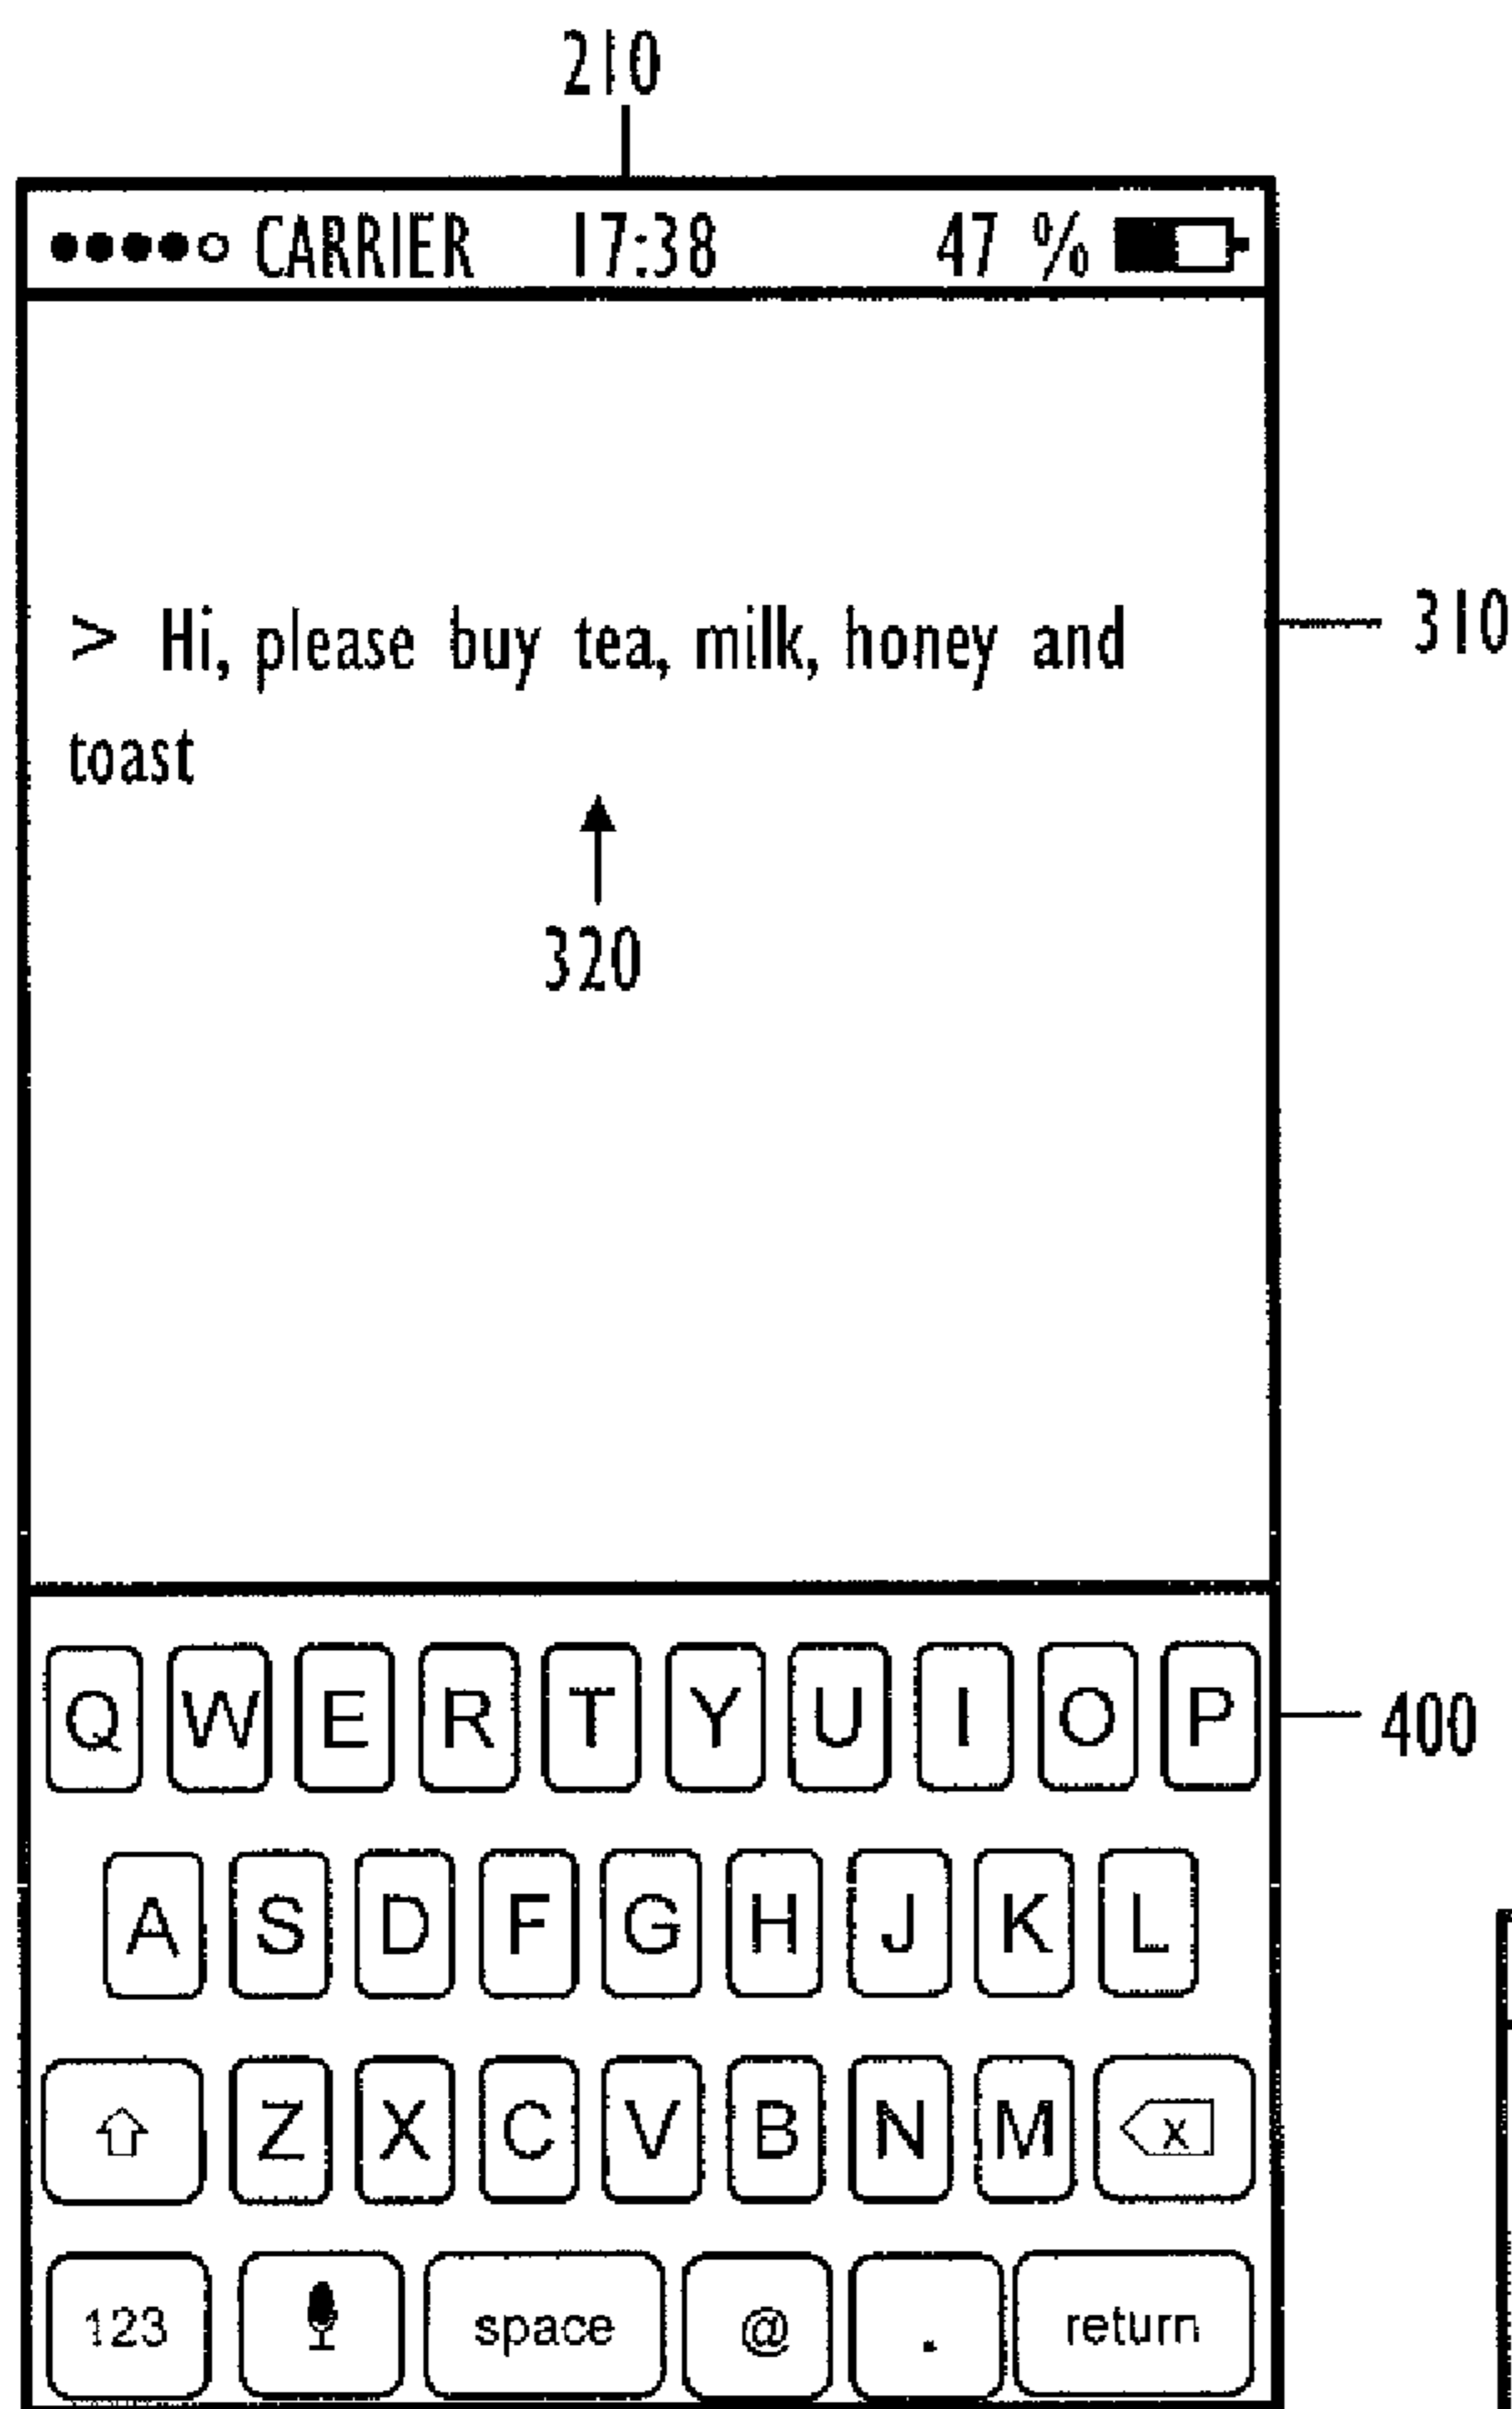 210
CARRIER 17:38 47 %
> Hi, please buy tea, milk, honey and
toast
310
320
Q W E R T Y U I O P
400
A S D F G H J K L
Z X C V B N M x
123 space @ . return